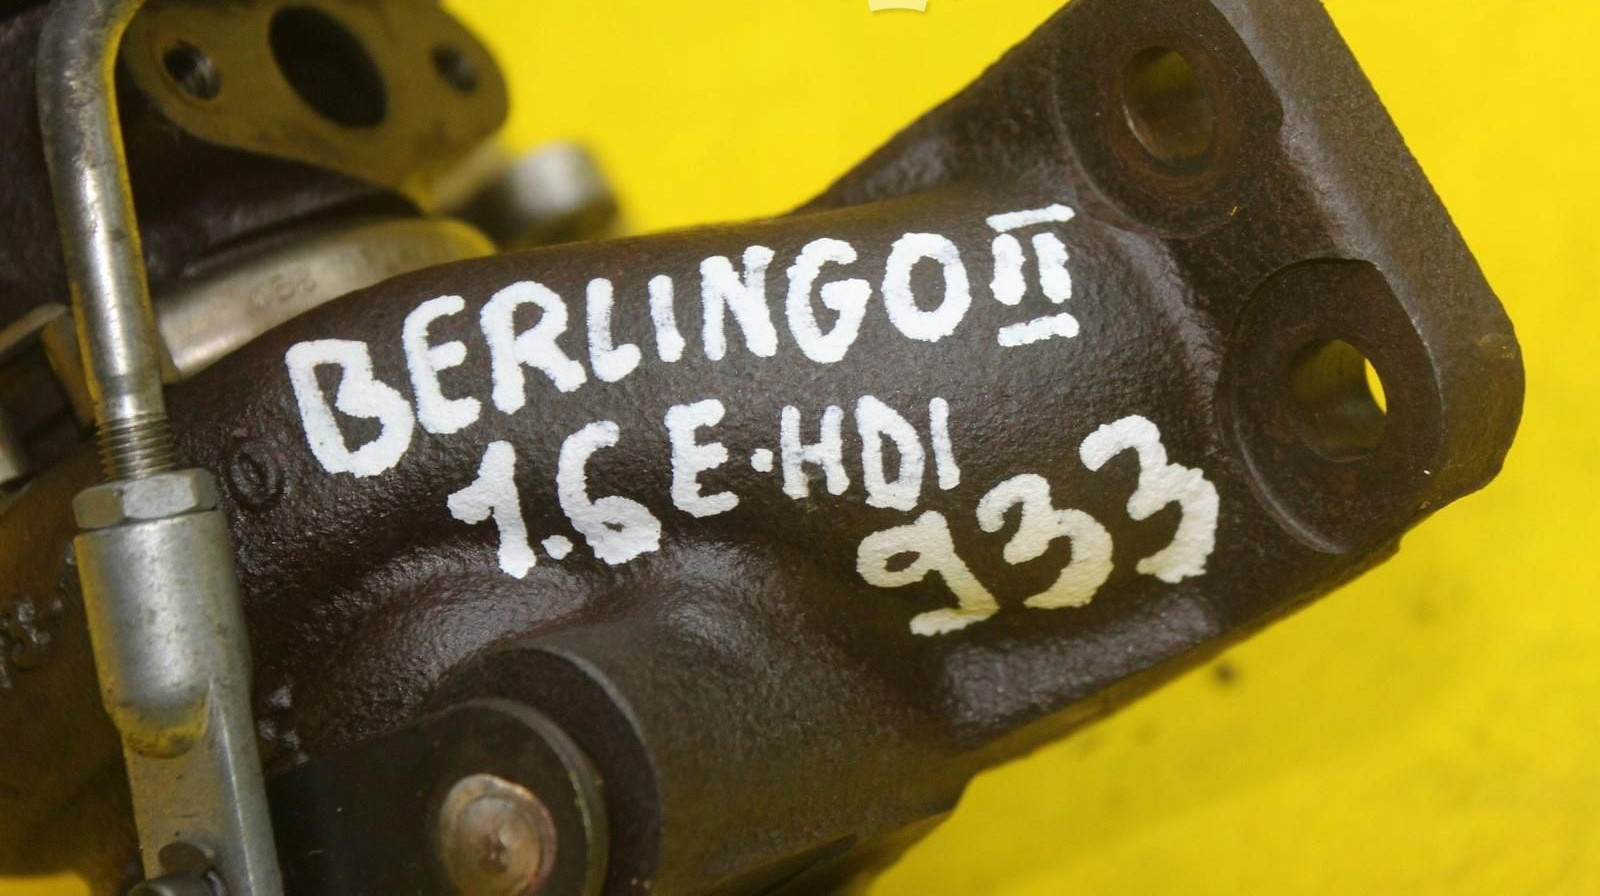 BERLINGO II
1.6 E·HDI
933